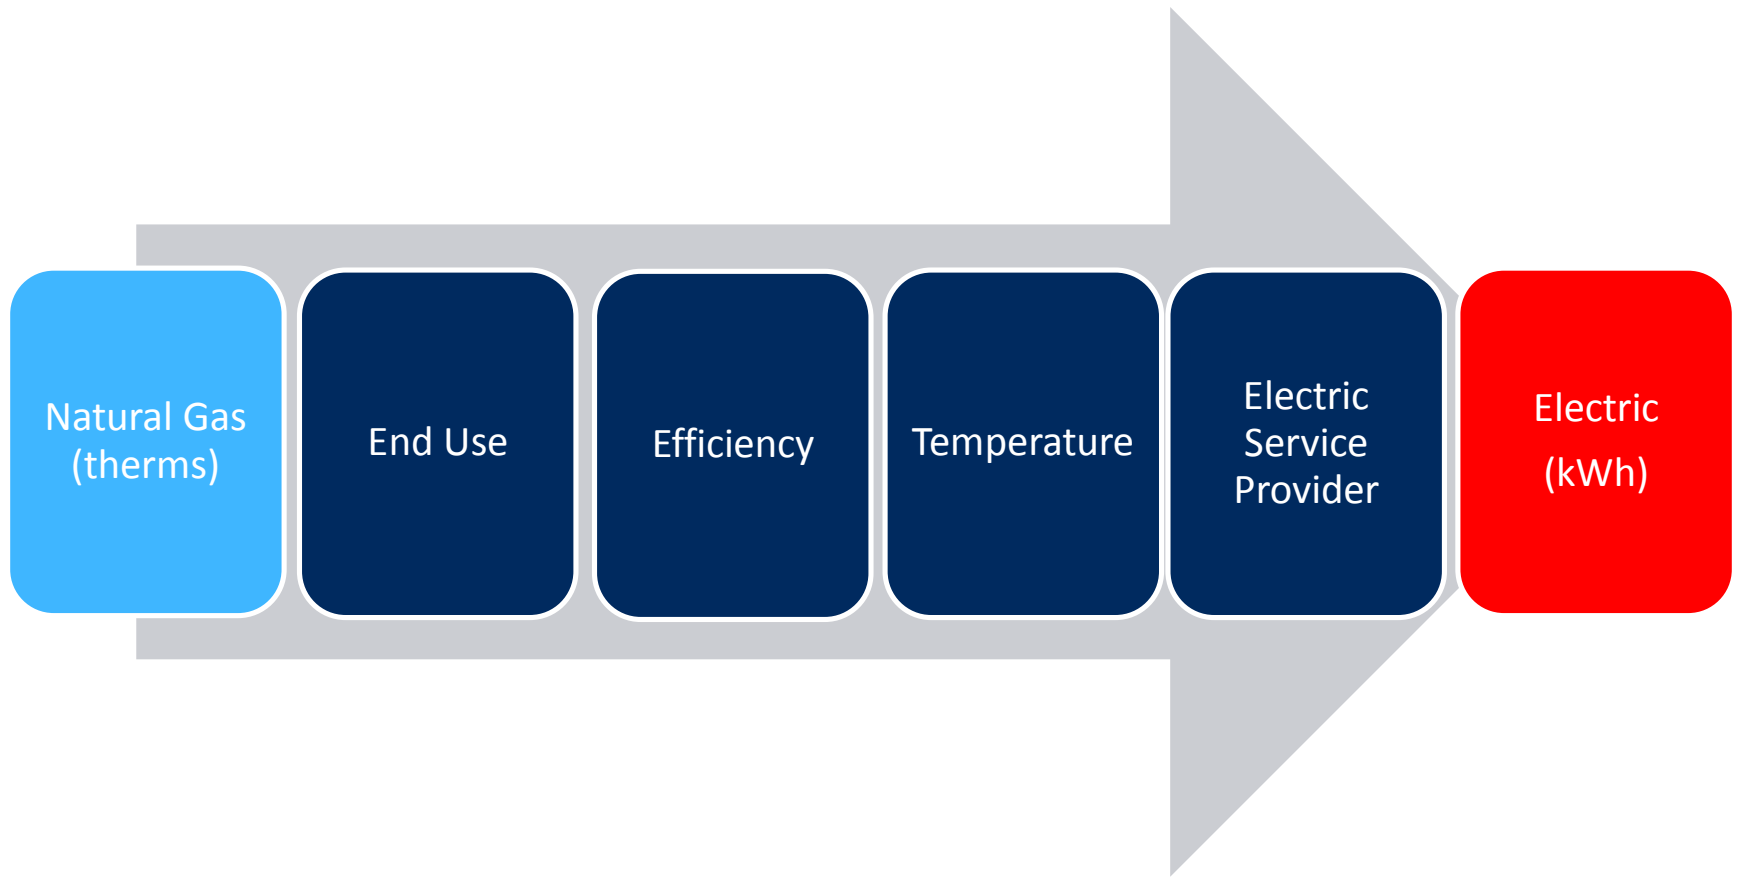 Natural Gas
(therms)
End Use
Efficiency
Temperature
Electric
Service
Provider
Electric
(kWh)